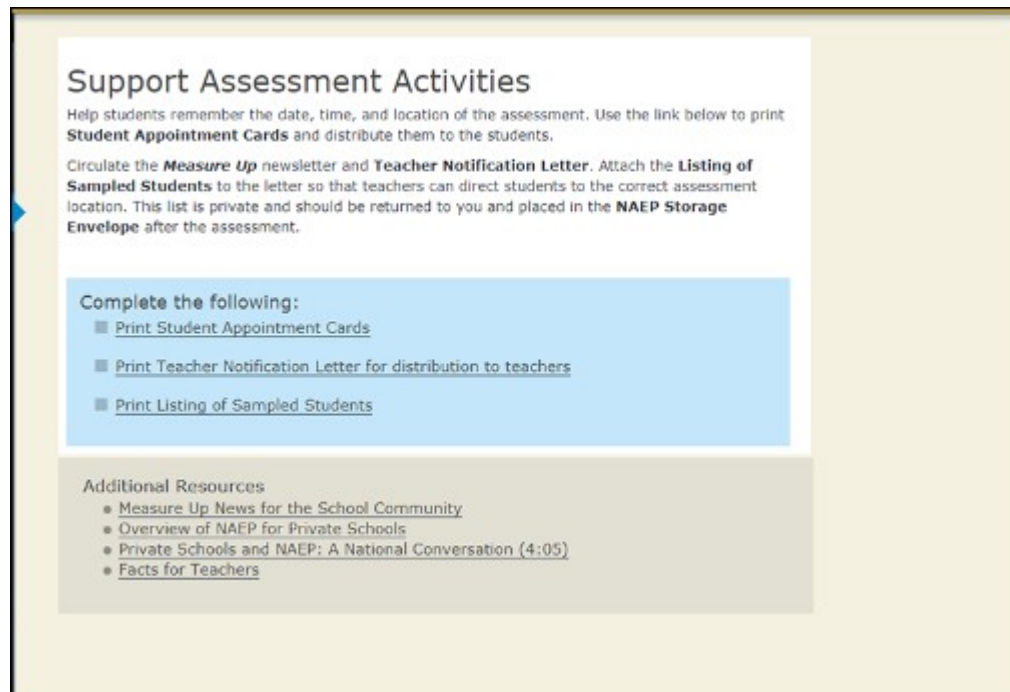 Support Assessment Activities
Help students remember the date, time, and location of the assessment. Use the link below to print
Student Appointment Cards and distribute them to the students.
Circulate the Measure Up newsletter and Teacher Notification Letter. Attach the Listing of
Sampled Students to the letter so that teachers can direct students to the correct assessment
location. This list is private and should be returned to you and placed in the NAEP Storage
Envelope after the assessment.
Complete the following:
Print Student Appointment Cards
Print Teacher Notification Letter for distribution to teachers
Print Listing of Sampled Students
Additional Resources
Measure Up News for the School Community
Overview of NAEP for Private Schools
Private Schools and NAEP: A National Conversation (4:05)
Facts for Teachers